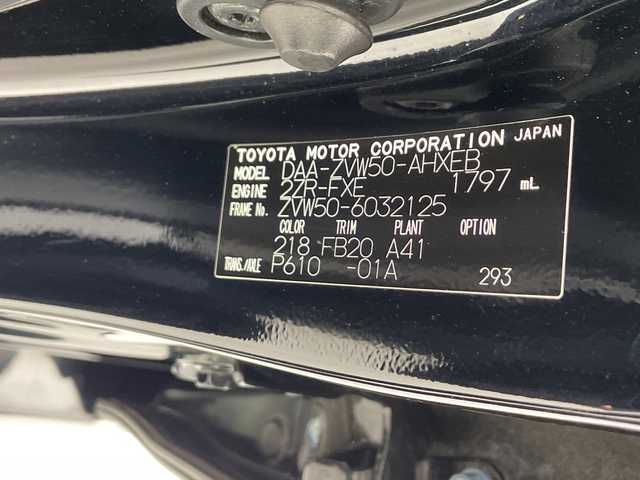 TOYOTA MOTOR CORPORATION JAPAN
MODEL DAA-ZVW50-AHXEB
ENGINE 2ZR-FXE 1797 mL
FRAME No. ZVW50-6032125
COLOR TRIM PLANT OPTION
218 FB20 A41
TRANS./AXLE P610 -01A 293